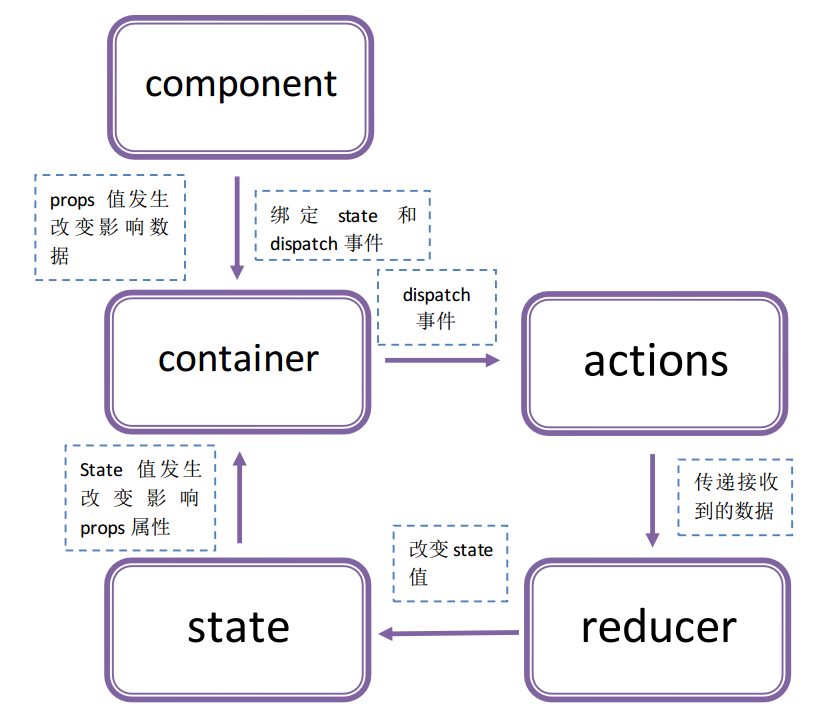 component
props 值发生
改变影响数
据
绑定 state 和
dispatch 事件
dispatch
事件
container
actions
State 值发生
改变影响
props 属性
传递接收
到的数据
改变 state
值
state
reducer